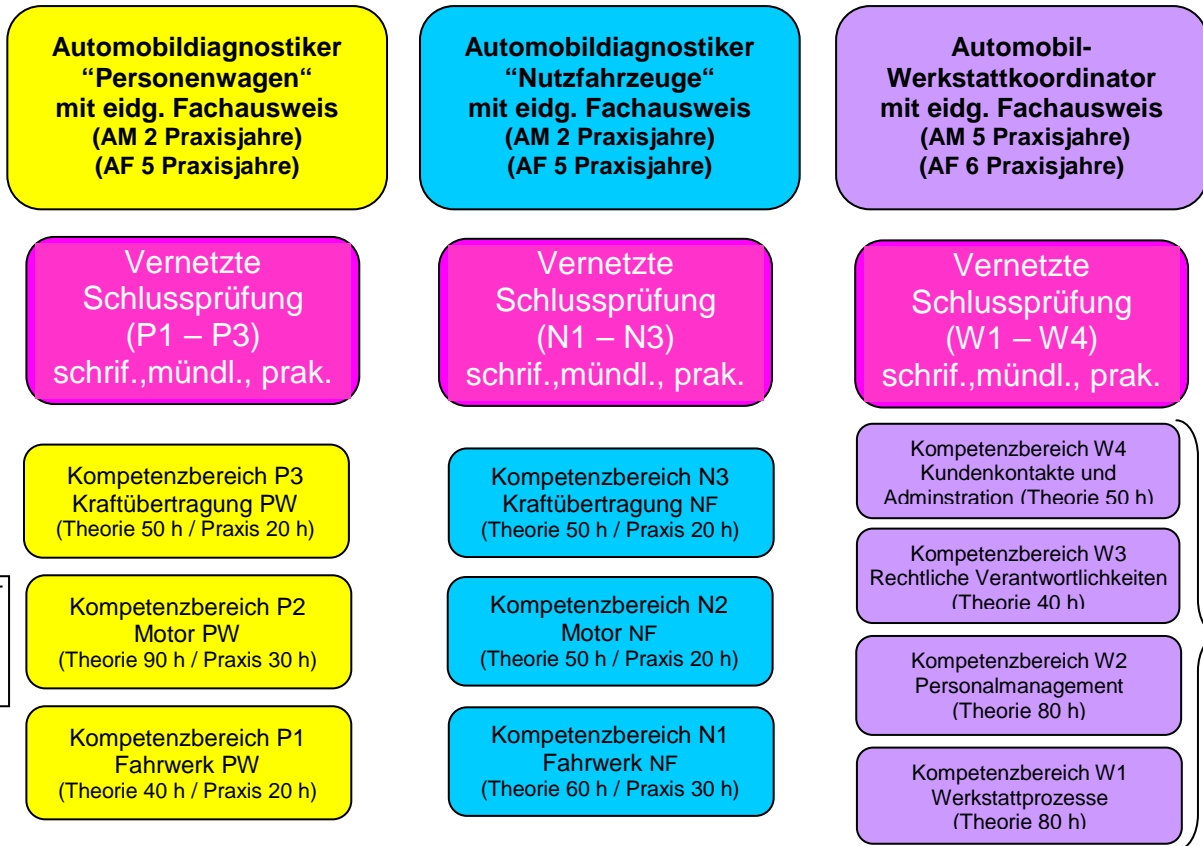 Automobildiagnostiker
“Personenwagen“
mit eidg. Fachausweis
(AM 2 Praxisjahre)
(AF 5 Praxisjahre)
Automobildiagnostiker
“Nutzfahrzeuge“
mit eidg. Fachausweis
(AM 2 Praxisjahre)
(AF 5 Praxisjahre)
Automobil-
Werkstattkoordinator
mit eidg. Fachausweis
(AM 5 Praxisjahre)
(AF 6 Praxisjahre)
Vernetzte
Schlussprüfung
(P1 – P3)
schrif.,mündl., prak.
Vernetzte
Schlussprüfung
(N1 – N3)
schrif.,mündl., prak.
Vernetzte
Schlussprüfung
(W1 – W4)
schrif.,mündl., prak.
Kompetenzbereich P3
Kraftübertragung PW
(Theorie 50 h / Praxis 20 h)
Kompetenzbereich N3
Kraftübertragung NF
(Theorie 50 h / Praxis 20 h)
Kompetenzbereich W4
Kundenkontakte und
Adminstration (Theorie 50 h)
Kompetenzbereich W3
Rechtliche Verantwortlichkeiten
(Theorie 40 h)
Kompetenzbereich P2
Motor PW
(Theorie 90 h / Praxis 30 h)
Kompetenzbereich N2
Motor NF
(Theorie 50 h / Praxis 20 h)
Kompetenzbereich W2
Personalmanagement
(Theorie 80 h)
Kompetenzbereich P1
Fahrwerk PW
(Theorie 40 h / Praxis 20 h)
Kompetenzbereich N1
Fahrwerk NF
(Theorie 60 h / Praxis 30 h)
Kompetenzbereich W1
Werkstattprozesse
(Theorie 80 h)